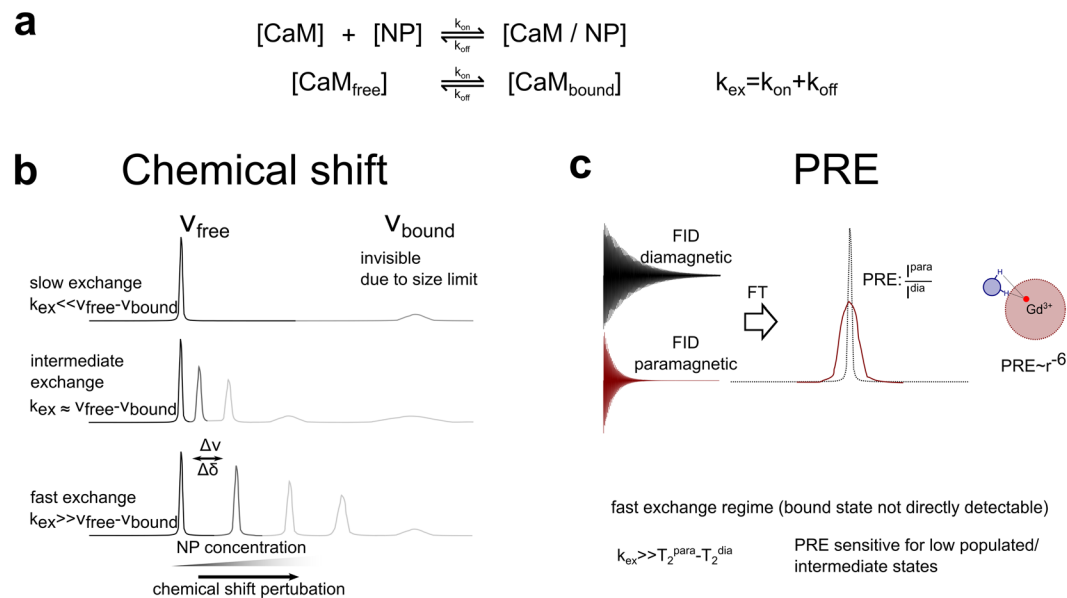 a
[CaM] + [NP] kon koff [CaM / NP]
[CaMfree] kon koff [CaMbound] kex=kon+koff
b Chemical shift
νfree νbound
invisible
due to size limit
slow exchange
kex<<νfree-νbound
intermediate
exchange
kex ≈ νfree-νbound
Δν
Δδ
fast exchange
kex>>νfree-νbound
NP concentration
chemical shift pertubation
c PRE
FID
diamagnetic
FT
FID
paramagnetic
PRE: Ipara
Idia
H
H
Gd3+
PRE~r-6
fast exchange regime (bound state not directly detectable)
kex>>T2para-T2dia
PRE sensitive for low populated/
intermediate states